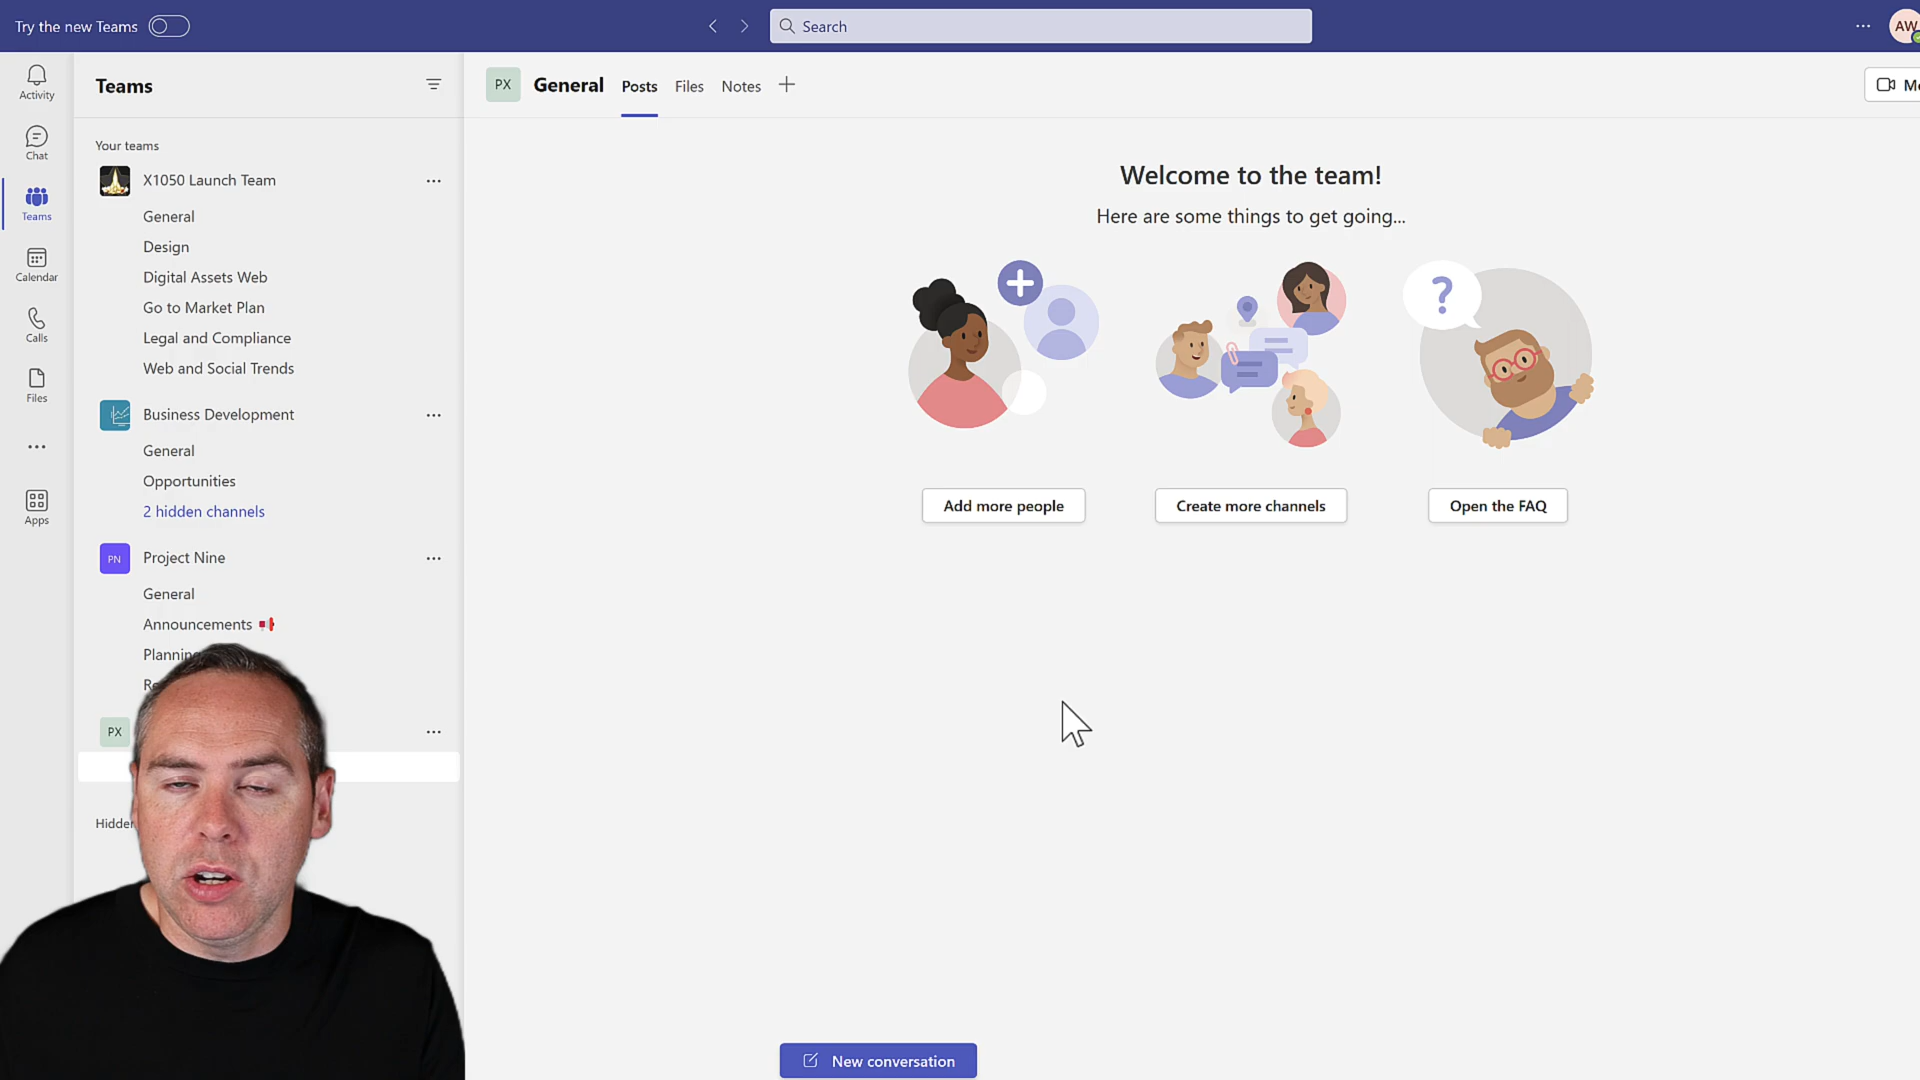 Try the new Teams
Search
AW
Activity
Chat
Teams
Calendar
Calls
Files
Apps
Teams
Your teams
X1050 Launch Team
General
Design
Digital Assets Web
Go to Market Plan
Legal and Compliance
Web and Social Trends
Business Development
General
Opportunities
2 hidden channels
PN Project Nine
General
Announcements
PX
PX General Posts Files Notes
Welcome to the team!
Here are some things to get going...
?
Add more people
Create more channels
Open the FAQ
New conversation